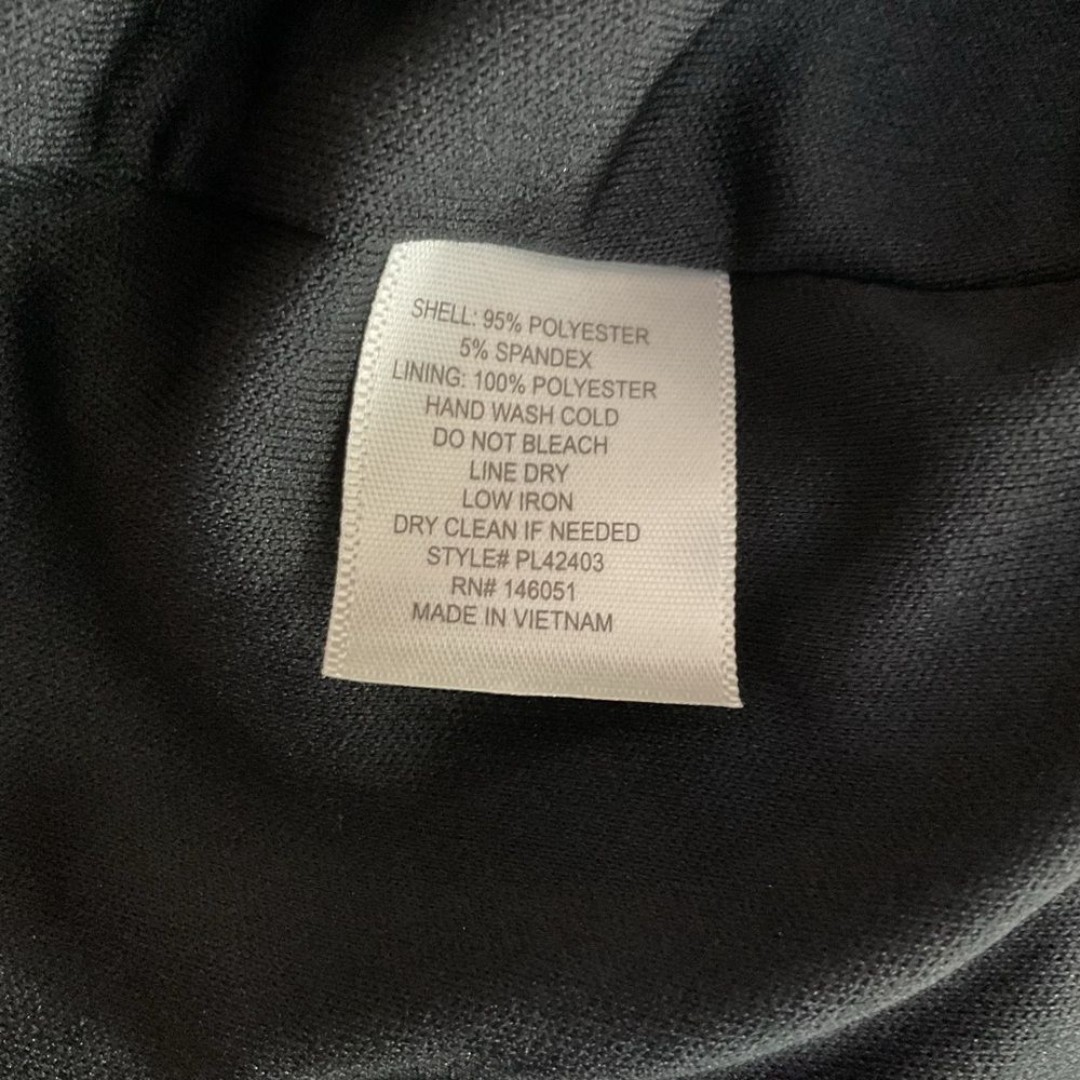 SHELL: 95% POLYESTER
5% SPANDEX
LINING: 100% POLYESTER
HAND WASH COLD
DO NOT BLEACH
LINE DRY
LOW IRON
DRY CLEAN IF NEEDED
STYLE# PL42403
RN# 146051
MADE IN VIETNAM